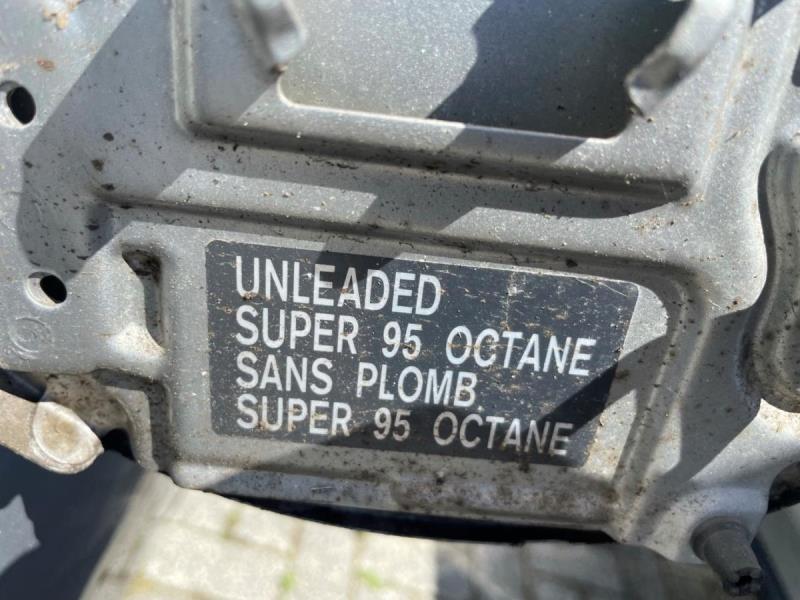 UNLEADED
SUPER 95 OCTANE
SANS PLOMB.
SUPER 95 OCTANE